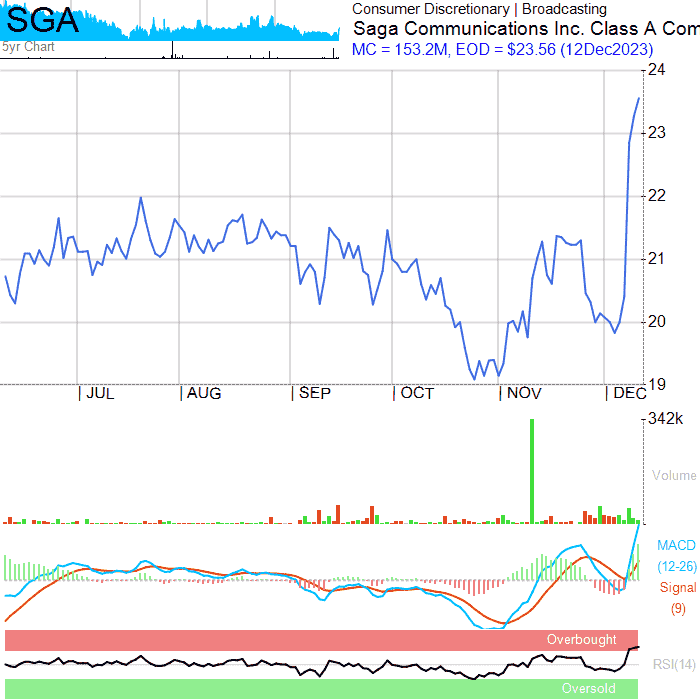 SGA
5yr Chart
Consumer Discretionary | Broadcasting
Saga Communications Inc. Class A Com
MC = 153.2M, EOD = $23.56 (12Dec2023)
24
23
22
21
20
19
JUL AUG SEP OCT NOV DEC
342k
Volume
MACD
(12-26)
Signal
(9)
Overbought
RSI(14)
Oversold